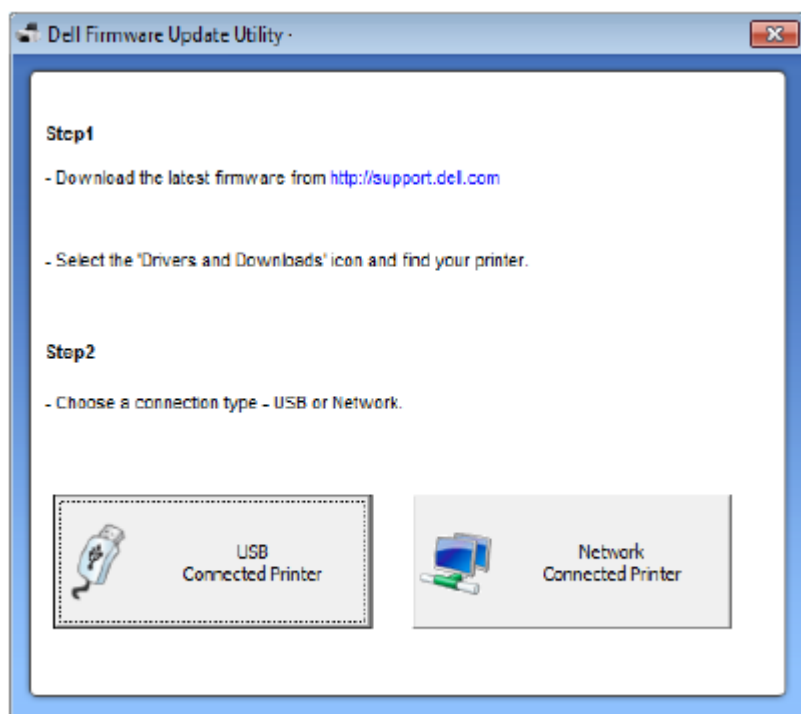 Dell Firmware Update Utility -
Step1
- Download the latest firmware from http://support.dell.com
- Select the "Drivers and Downloads" icon and find your printer.
Step2
- Choose a connection type - USB or Network.
USB
Connected Printer
Network
Connected Printer